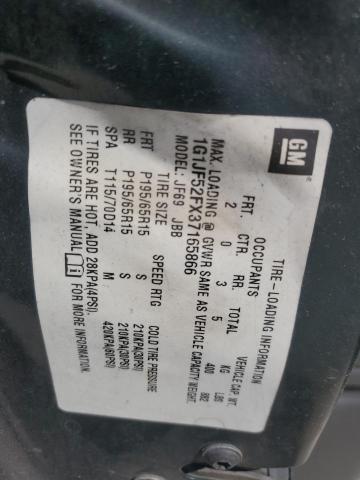 GM
TIRE-LOADING INFORMATION
OCCUPANTS VEHICLE CAP. WT.
FRT. CTR. RR. TOTAL KG LBS
2 0 3 5 400 882
MAX. LOADING @ GVWR SAME AS VEHICLE CAPACITY WEIGHT.
1G1JF52FX37165866
MODEL: JF69 JBB
TIRE SIZE SPEED RTG COLD TIRE PRESSURE
FRT P195/65R15 S 210KPA(30PSI)
RR P195/65R15 S 210KPA(30PSI)
SPA T115/70D14 M 420KPA(60PSI)
IF TIRES ARE HOT, ADD 28KPA(4PSI).
SEE OWNER'S MANUAL i FOR MORE INFORMATION.